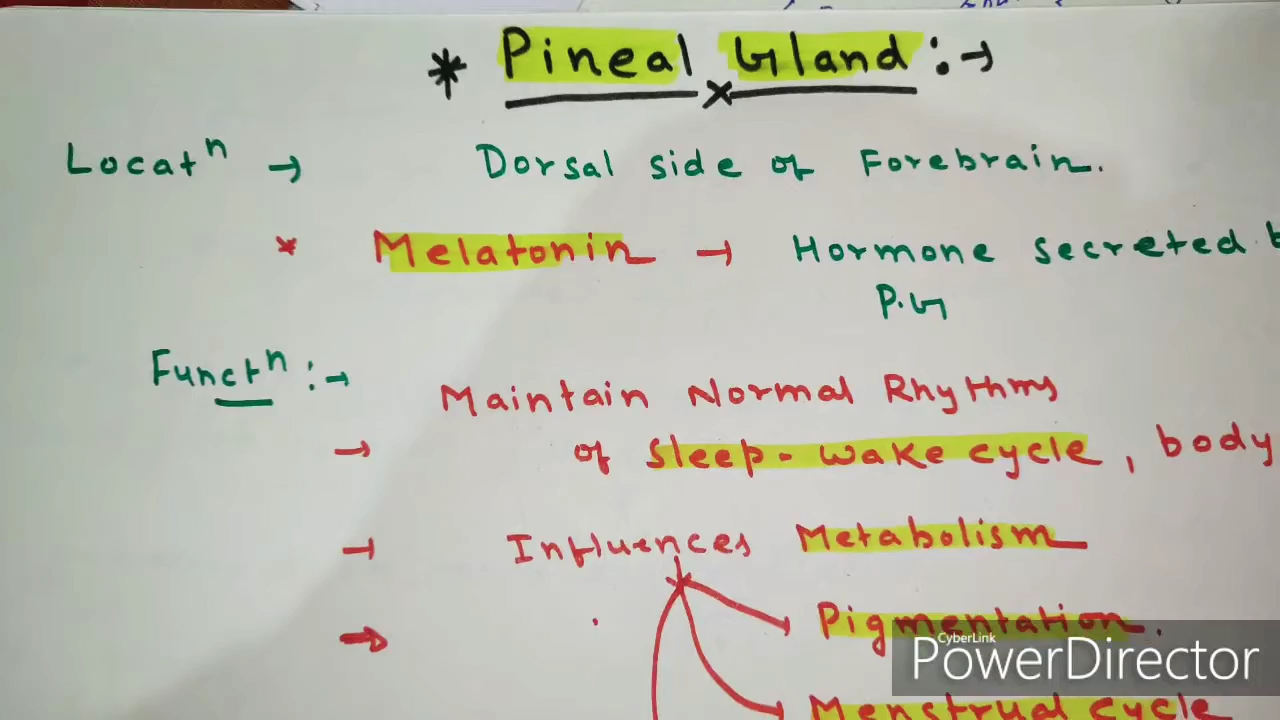 * Pineal Gland :→
Locatⁿ → Dorsal side of Forebrain.
* Melatonin → Hormone secreted
P.G
Functⁿ :→
Maintain Normal Rhythms
→ of sleep-wake cycle, body
→ Influences Metabolism
→ Pigmentation.
Menstrual cycle
CyberLink
PowerDirector